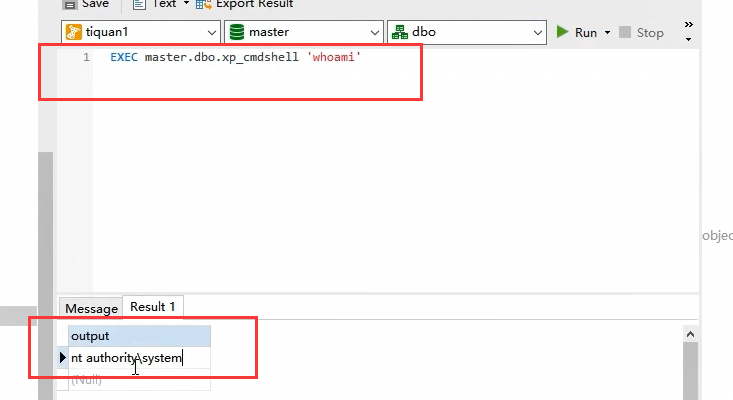 Save Text Export Result
tiquan1 master dbo Run Stop
1 EXEC master.dbo.xp_cmdshell 'whoami'
objec
Message Result 1
output
nt authority\system
(Null)